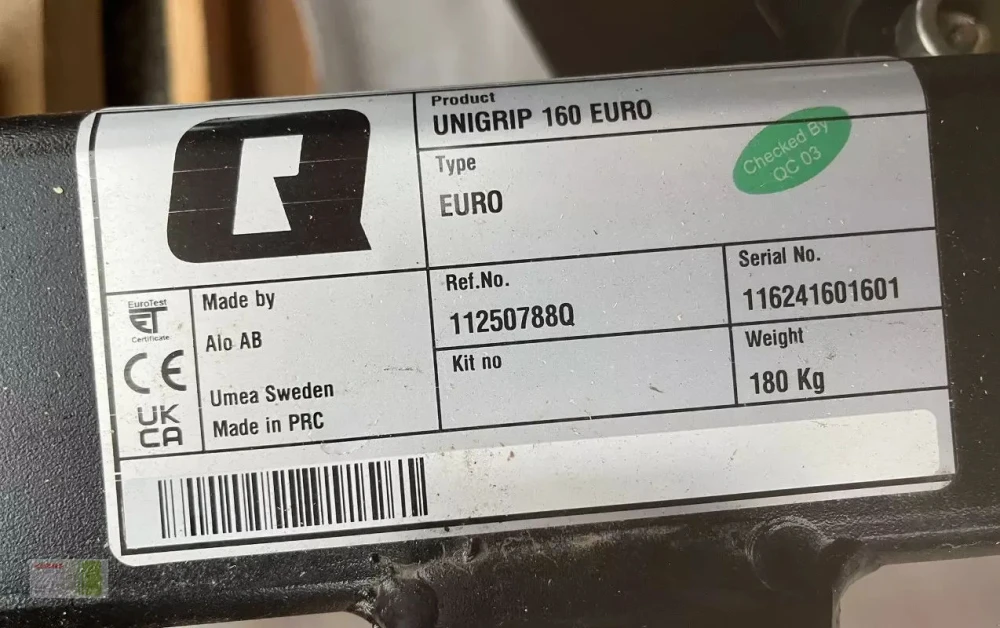 Product
UNIGRIP 160 EURO
Type
EURO
Checked By
QC 03
EuroTest
Certificate
CE
UK
CA
Made by
Alo AB
Umea Sweden
Made in PRC
Ref.No.
11250788Q
Serial No.
116241601601
Kit no
Weight
180 Kg